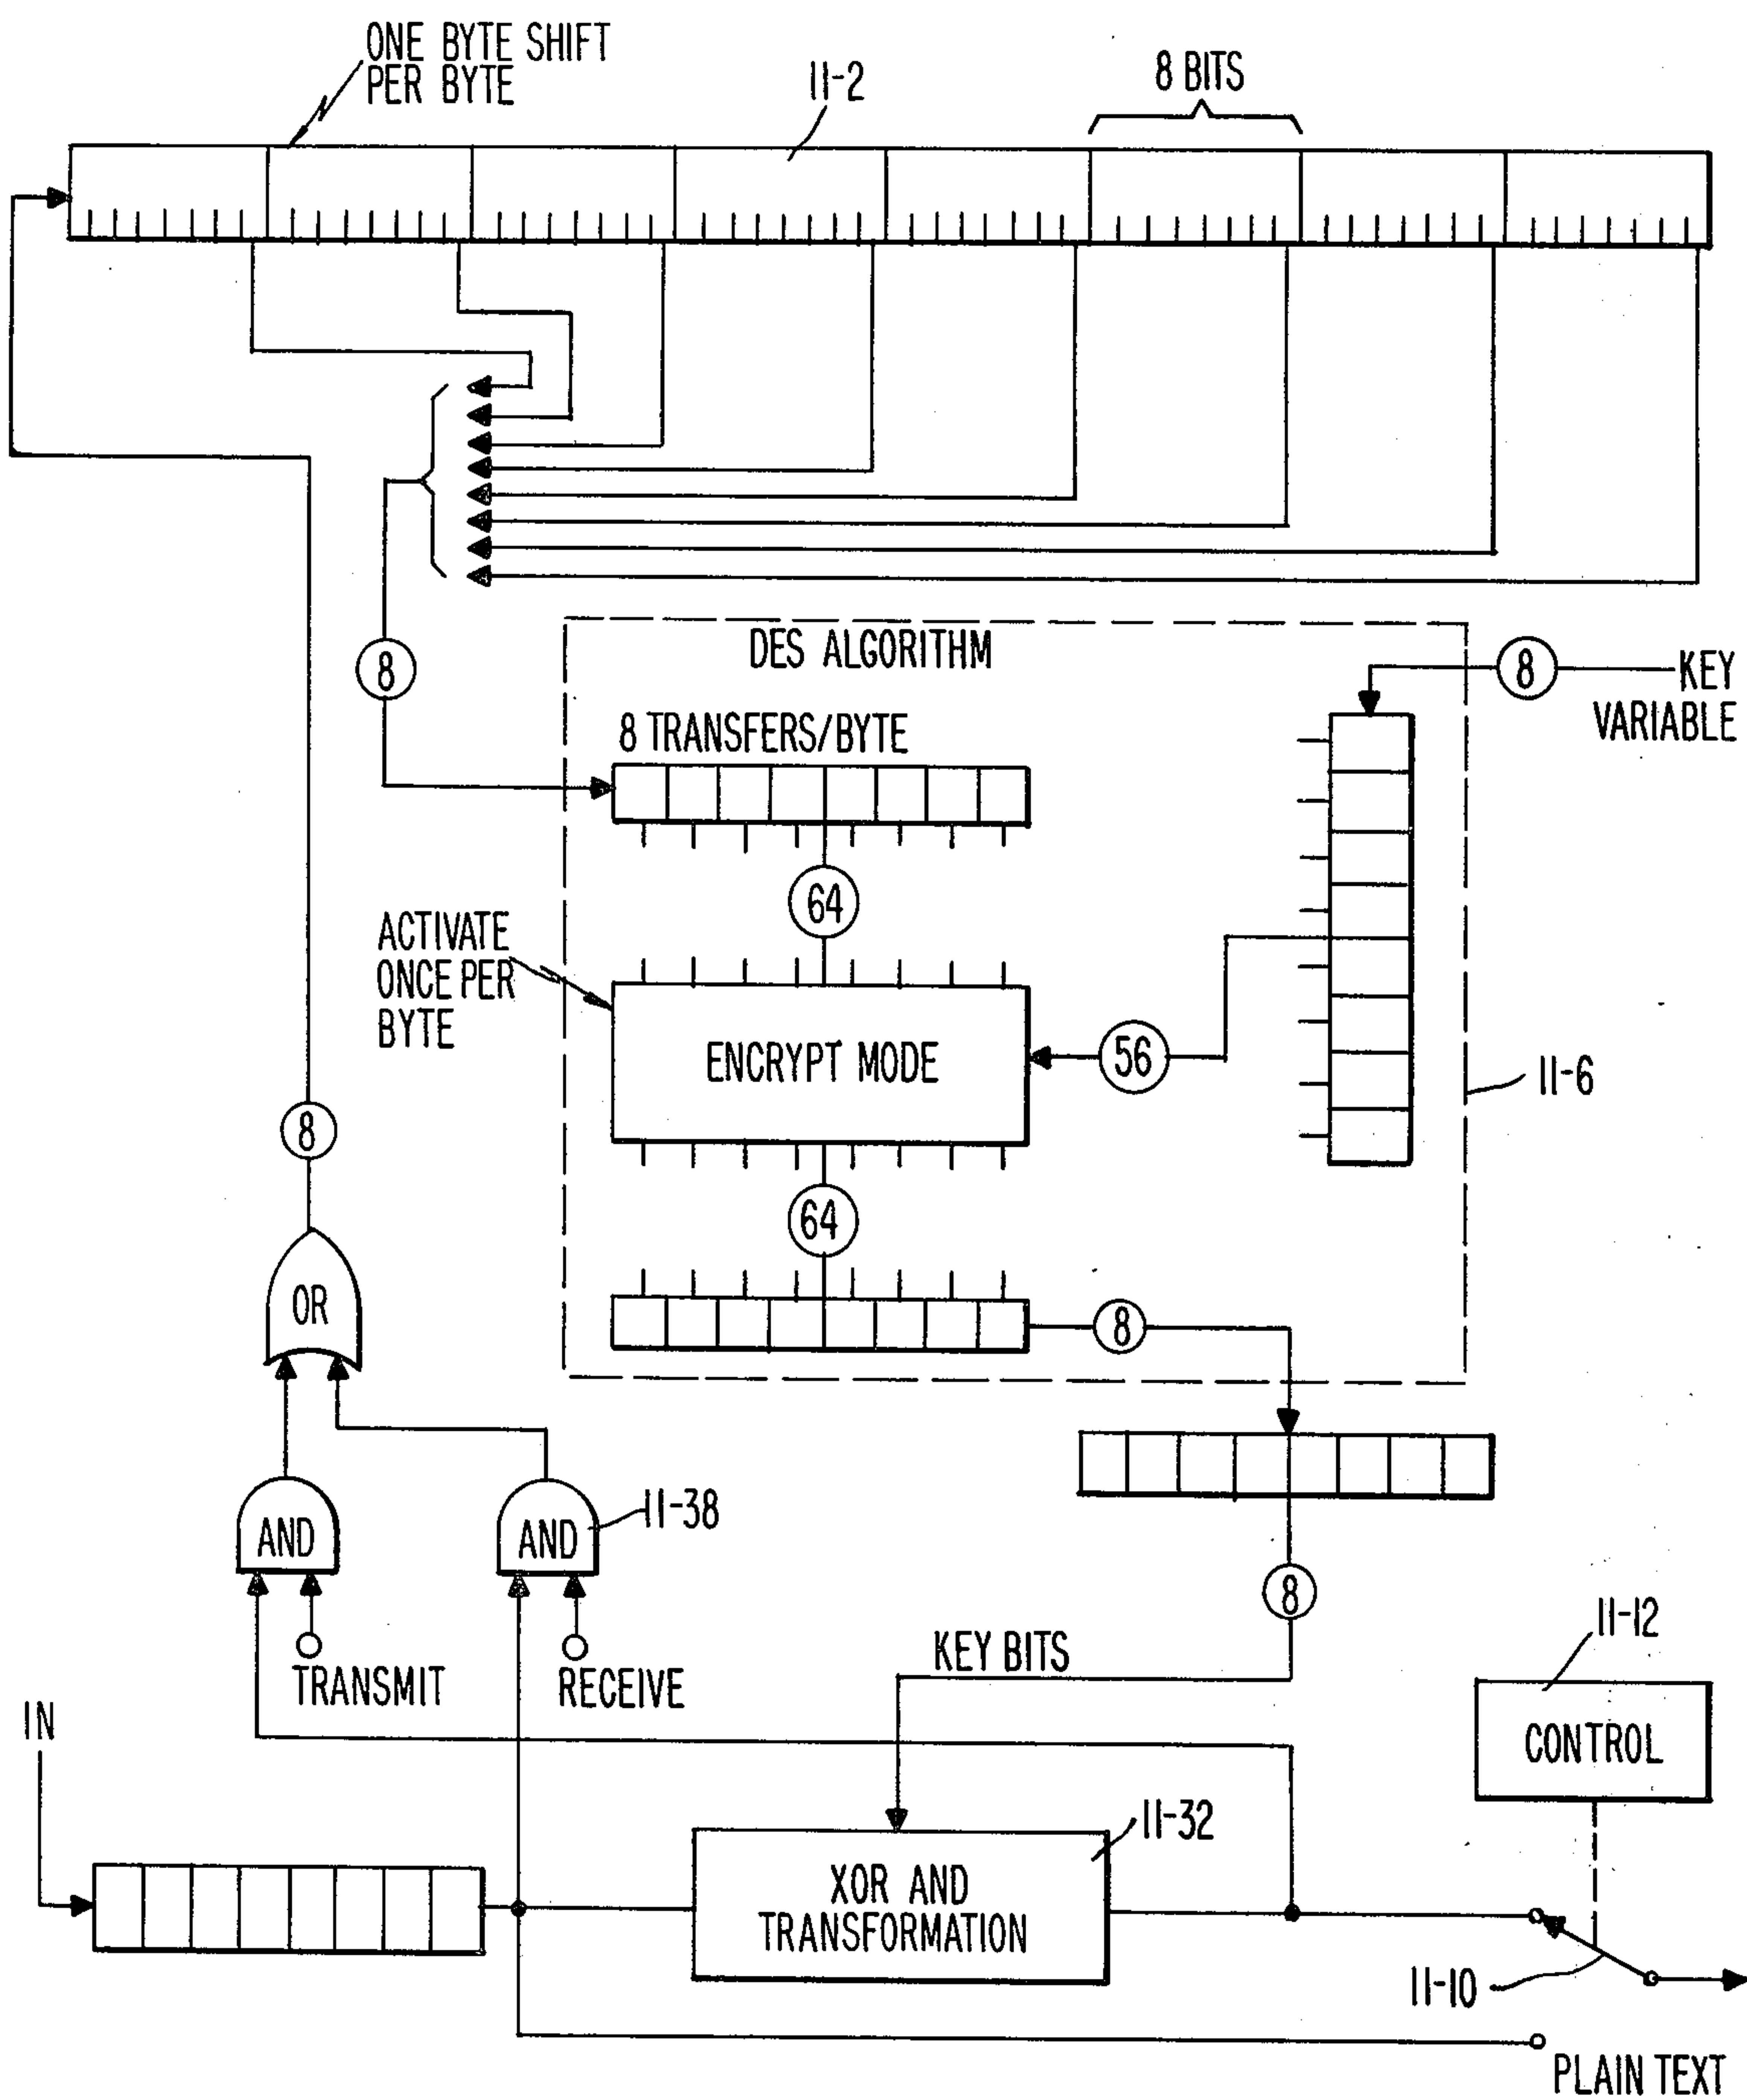 ONE BYTE SHIFT
PER BYTE
11-2
8 BITS
8
DES ALGORITHM
8
KEY
VARIABLE
8 TRANSFERS/BYTE
64
ACTIVATE
ONCE PER
BYTE
ENCRYPT MODE
56
11-6
8
64
OR
8
AND
AND
11-38
8
TRANSMIT
RECEIVE
KEY BITS
11-12
CONTROL
IN
11-32
XOR AND
TRANSFORMATION
11-10
PLAIN TEXT